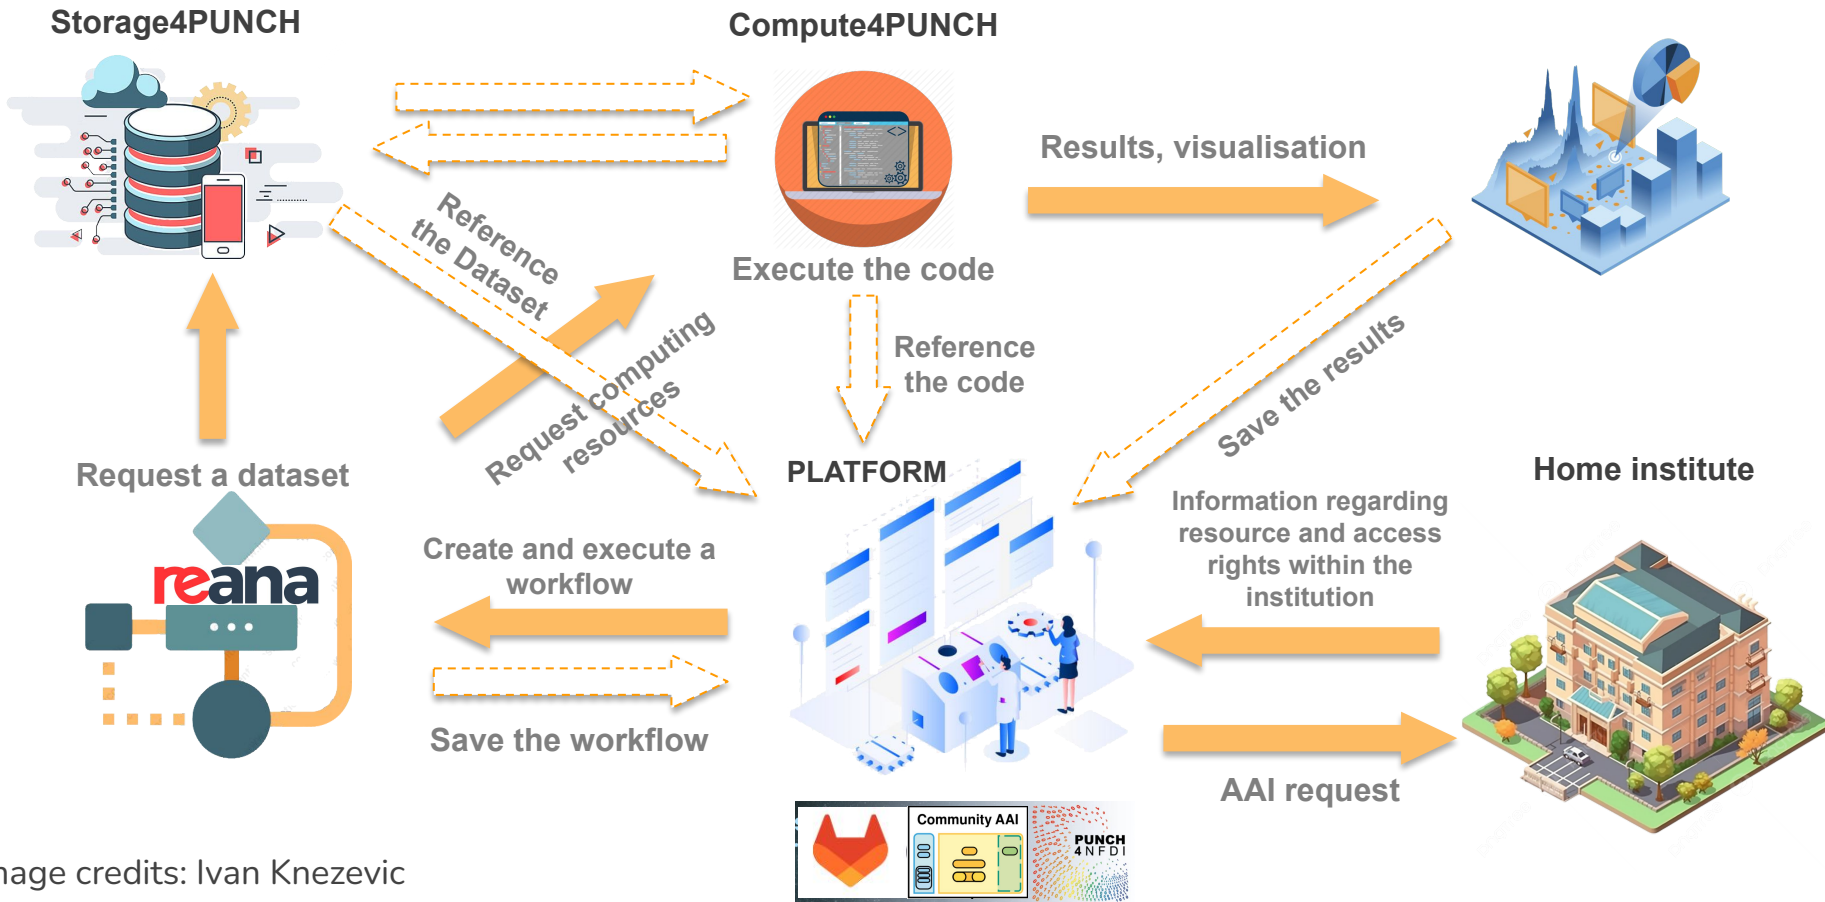 Storage4PUNCH
Compute4PUNCH
Results, visualisation
Reference
the Dataset
Execute the code
Request computing
resources
Reference
the code
Save the results
Request a dataset
PLATFORM
Home institute
Information regarding
resource and access
rights within the
institution
reana
Create and execute a
workflow
Save the workflow
AAI request
Community AAI
PUNCH
4NFDI
mage credits: Ivan Knezevic